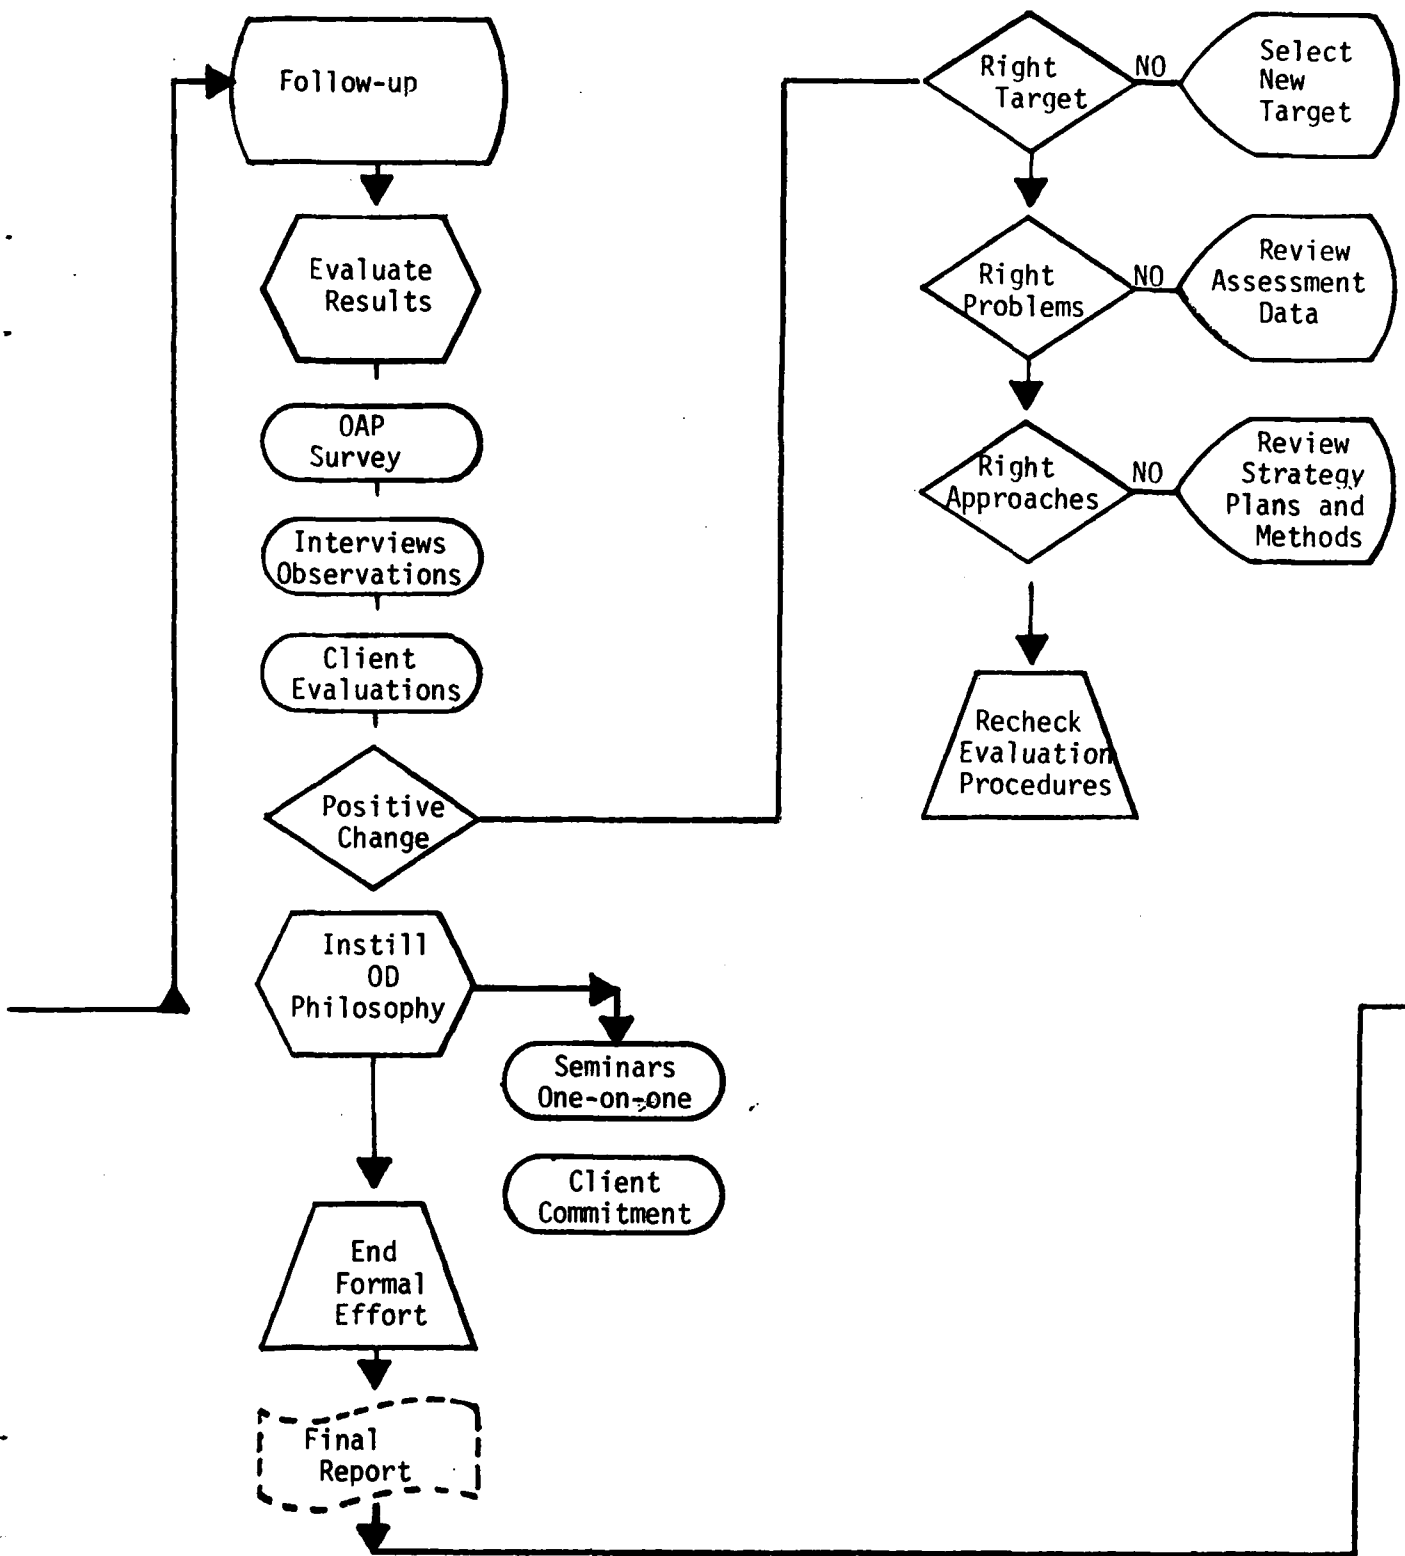 Follow-up
Evaluate
Results
OAP
Survey
Interviews
Observations
Client
Evaluations
Positive
Change
Instill
OD
Philosophy
Seminars
One-on-one
Client
Commitment
End
Formal
Effort
Final
Report
Right
Target
NO
Select
New
Target
Right
Problems
NO
Review
Assessment
Data
Right
Approaches
NO
Review
Strategy
Plans and
Methods
Recheck
Evaluation
Procedures